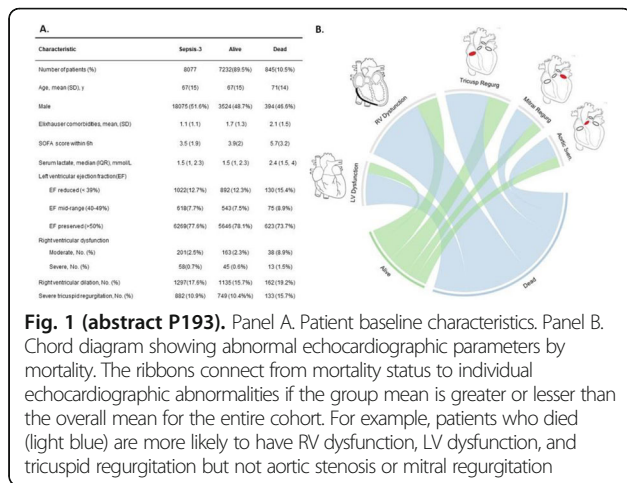 A.
Characteristic Sepsis-3 Alive Dead
Number of patients (%) 8077 7232(89.5%) 845(10.5%)
Age, mean (SD), y 67(15) 67(15) 71(14)
Male 18075(51.6%) 3524(48.7%) 394(46.6%)
Elixhauser comorbidities, mean, (SD) 1.1 (1.1) 1.7 (1.3) 2.1 (1.5)
SOFA score within 6h 3.5 (1.9) 3.9(2) 5.7(3.2)
Serum lactate, median (IQR), mmol/L 1.5 (1, 2.3) 1.5 (1, 2.3) 2.4 (1.5, 4)
Left ventricular ejection fraction(EF)
EF reduced (< 39%) 1022(12.7%) 892(12.3%) 130(15.4%)
EF mid-range (40-49%) 618(7.7%) 543(7.5%) 75(8.9%)
EF preserved(>50%) 6269(77.6%) 5646(78.1%) 623(73.7%)
Right ventricular dysfunction
Moderate, No. (%) 201(2.5%) 163(2.3%) 38(8.9%)
Severe, No. (%) 58(0.7%) 45(0.6%) 13(1.5%)
Right ventricular dilation, No. (%) 1297(17.6%) 1135(15.7%) 162(19.2%)
Severe tricuspid regurgitation, No. (%) 882(10.9%) 749(10.4%%) 133(15.7%)
B.
Tricusp Regurg
RV Dysfunction
Mitral Regurg
Aortic Sten.
LV Dysfunction
Alive
Dead
Fig. 1 (abstract P193). Panel A. Patient baseline characteristics. Panel B.
Chord diagram showing abnormal echocardiographic parameters by
mortality. The ribbons connect from mortality status to individual
echocardiographic abnormalities if the group mean is greater or lesser than
the overall mean for the entire cohort. For example, patients who died
(light blue) are more likely to have RV dysfunction, LV dysfunction, and
tricuspid regurgitation but not aortic stenosis or mitral regurgitation